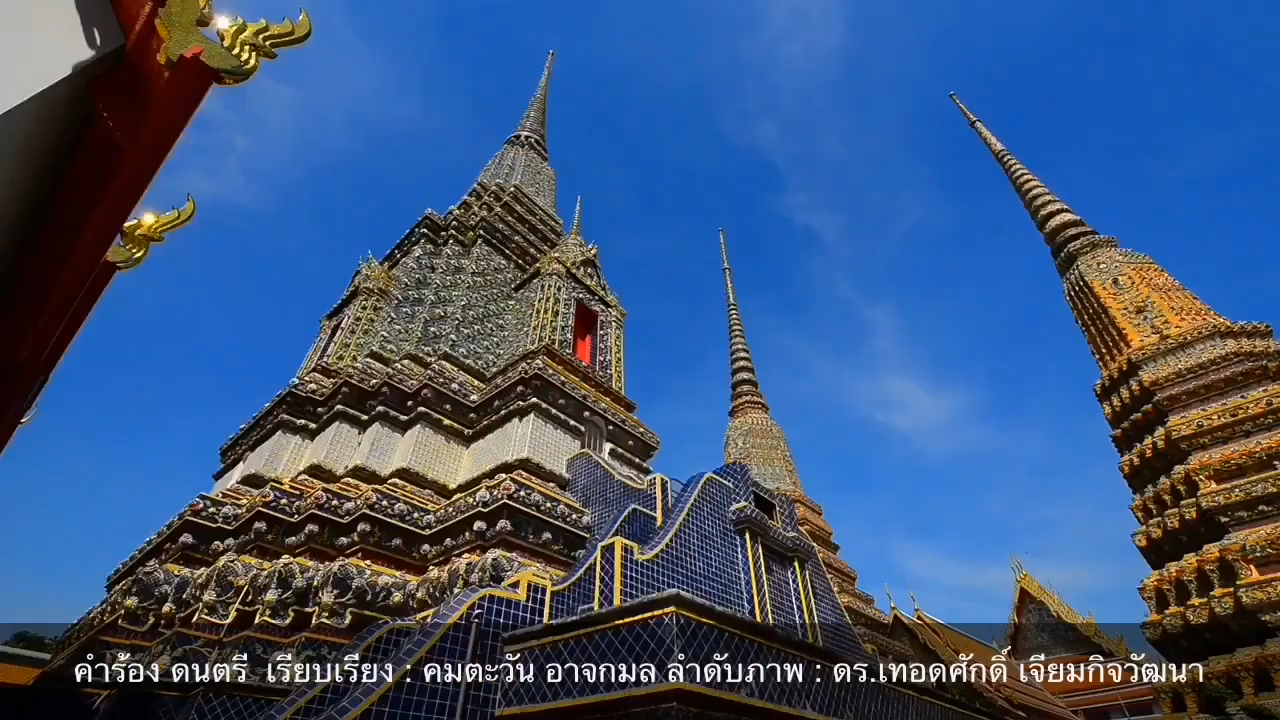 คำร้อง ดนตรี เรียบเรียง : คมตะวัน อาจกมล ลำดับภาพ : ดร.เทอดศักดิ์ เจียมกิจวัฒนา